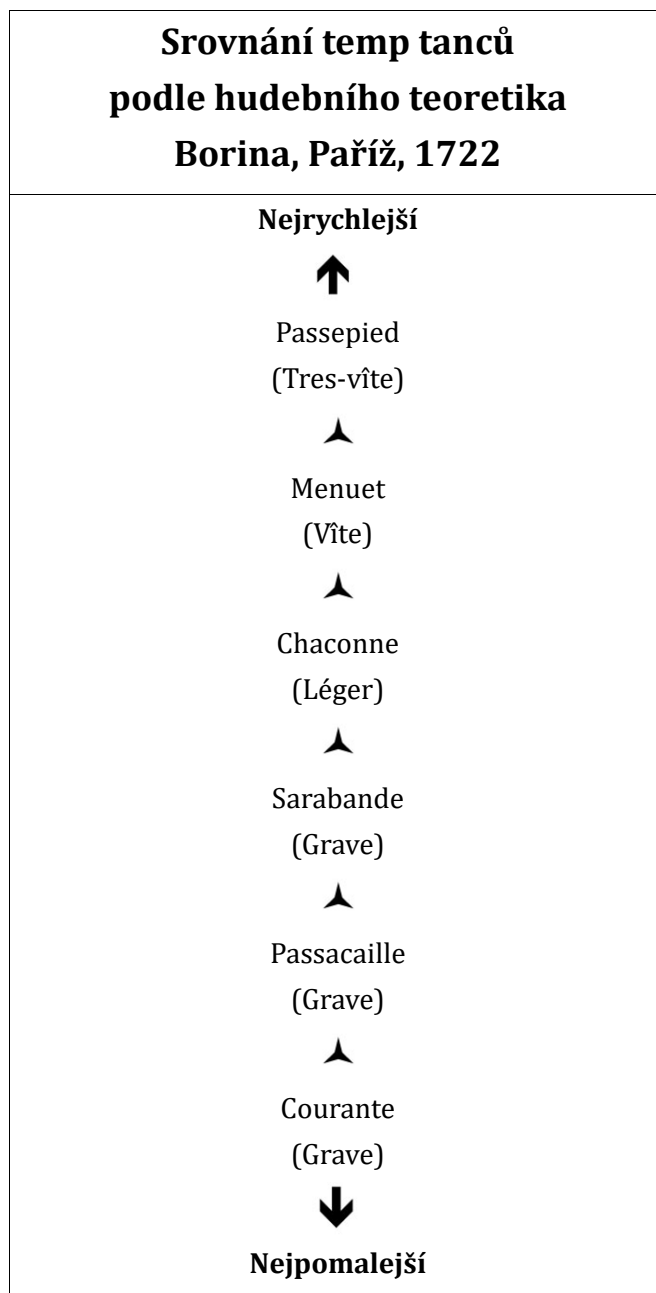 Srovnání temp tanců
podle hudebního teoretika
Borina, Paříž, 1722
Nejrychlejší
Passepied
(Tres-vîte)
Menuet
(Vîte)
Chaconne
(Léger)
Sarabande
(Grave)
Passacaille
(Grave)
Courante
(Grave)
Nejpomalejší